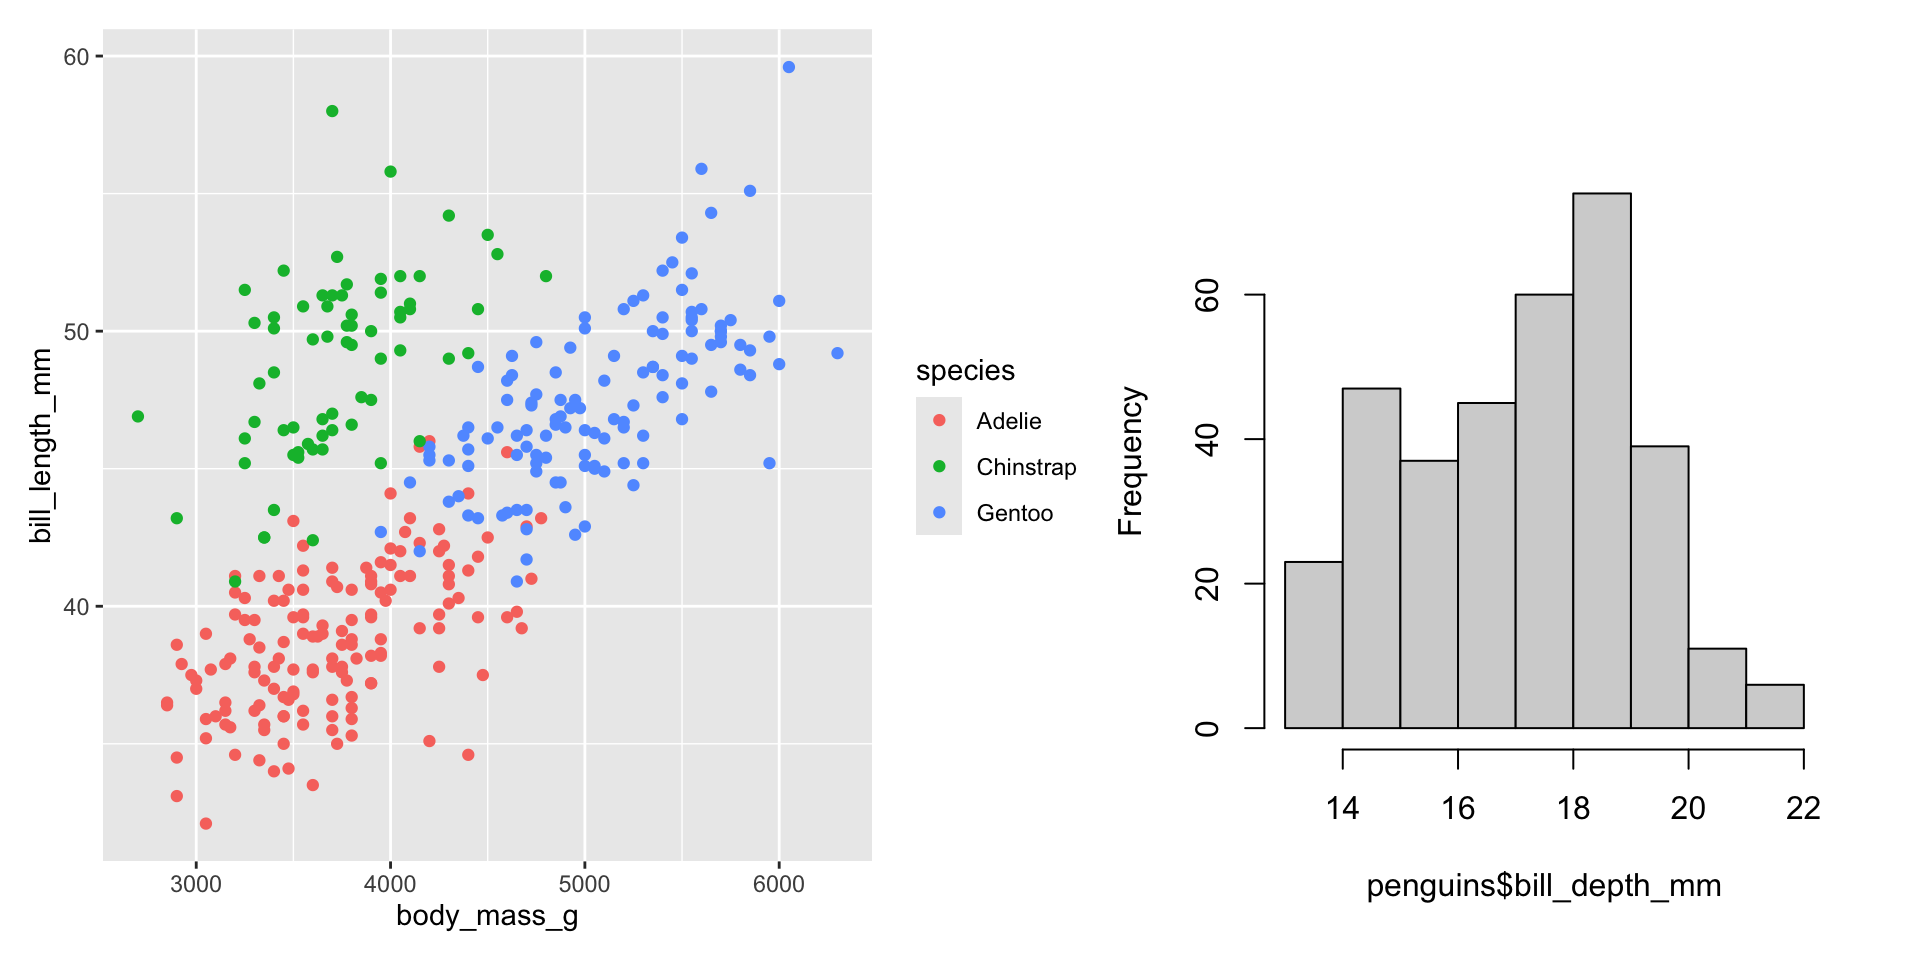 60
50
40
bill_length_mm
3000 4000 5000 6000
body_mass_g
species
Adelie
Chinstrap
Gentoo
Frequency
60
40
20
0
14 16 18 20 22
penguins$bill_depth_mm